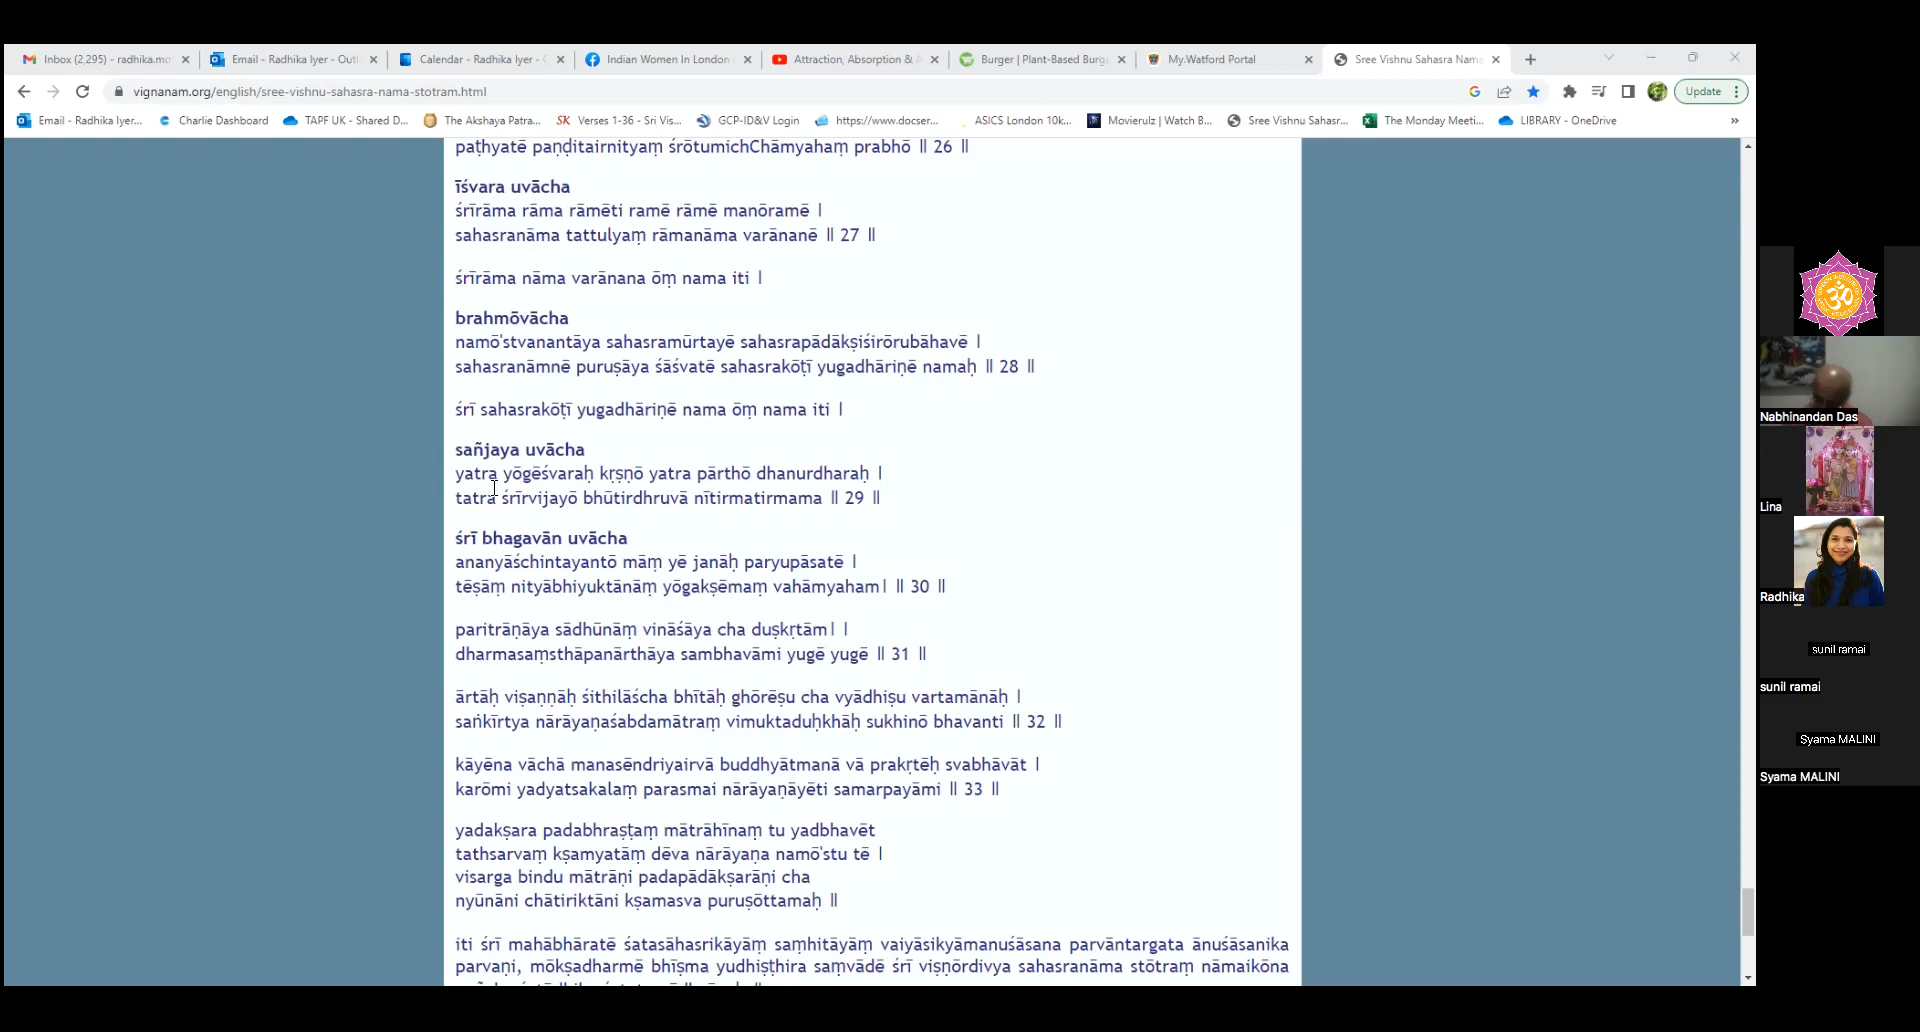 Inbox (2,295) - radhika.mo
Email - Radhika Iyer - Outl
Calendar - Radhika Iyer -
Indian Women In London
Attraction, Absorption &
Burger | Plant-Based Burg
My.Watford Portal
Sree Vishnu Sahasra Nam
vignanam.org/english/sree-vishnu-sahasra-nama-stotram.html
Update
Email - Radhika Iyer...
Charlie Dashboard
TAPF UK - Shared D...
The Akshaya Patra...
SK Verses 1-36 - Sri Vis...
GCP-ID&V Login
https://www.docser...
ASICS London 10k...
Movierulz | Watch B...
Sree Vishnu Sahasr...
The Monday Meeti...
LIBRARY - OneDrive
»
paṭhyatē paṇḍitairnityaṃ śrōtumichChāmyahaṃ prabhō ॥ 26 ॥
īśvara uvācha
śrīrāma rāma rāmēti ramē rāmē manōramē ।
sahasranāma tattulyaṃ rāmanāma varānanē ॥ 27 ॥
śrīrāma nāma varānana ōṃ nama iti ।
brahmōvācha
namō'stvanantāya sahasramūrtayē sahasrapādākṣiśirōrubāhavē ।
sahasranāmnē puruṣāya śāśvatē sahasrakōṭī yugadhāriṇē namaḥ ॥ 28 ॥
śrī sahasrakōṭī yugadhāriṇē nama ōṃ nama iti ।
sañjaya uvācha
yatra yōgēśvaraḥ kṛṣṇō yatra pārthō dhanurdharaḥ ।
tatra śrīrvijayō bhūtirdhruvā nītirmatirmama ॥ 29 ॥
śrī bhagavān uvācha
ananyāśchintayantō māṃ yē janāḥ paryupāsatē ।
tēṣāṃ nityābhiyuktānāṃ yōgakṣēmaṃ vahāmyaham। ॥ 30 ॥
paritrāṇāya sādhūnāṃ vināśāya cha duṣkṛtām। ।
dharmasaṃsthāpanārthāya sambhavāmi yugē yugē ॥ 31 ॥
ārtāḥ viṣaṇṇāḥ śithilāścha bhītāḥ ghōrēṣu cha vyādhiṣu vartamānāḥ ।
saṅkīrtya nārāyaṇaśabdamātraṃ vimuktaduḥkhāḥ sukhinō bhavanti ॥ 32 ॥
kāyēna vāchā manasēndriyairvā buddhyātmanā vā prakṛtēḥ svabhāvāt ।
karōmi yadyatsakalaṃ parasmai nārāyaṇāyēti samarpayāmi ॥ 33 ॥
yadakṣara padabhraṣṭaṃ mātrāhīnaṃ tu yadbhavēt
tathsarvaṃ kṣamyatāṃ dēva nārāyaṇa namō'stu tē ।
visarga bindu mātrāṇi padapādākṣarāṇi cha
nyūnāni chātiriktāni kṣamasva puruṣōttamaḥ ॥
iti śrī mahābhāratē śatasāhasrikāyāṃ saṃhitāyāṃ vaiyāsikyāmanuśāsana parvāntargata ānuśāsanika
parvaṇi, mōkṣadharmē bhīṣma yudhiṣṭhira saṃvādē śrī viṣṇōrdivya sahasranāma stōtraṃ nāmaikōna
Nabhinandan Das
Lina
Radhika
sunil ramai
sunil ramai
Syama MALINI
Syama MALINI